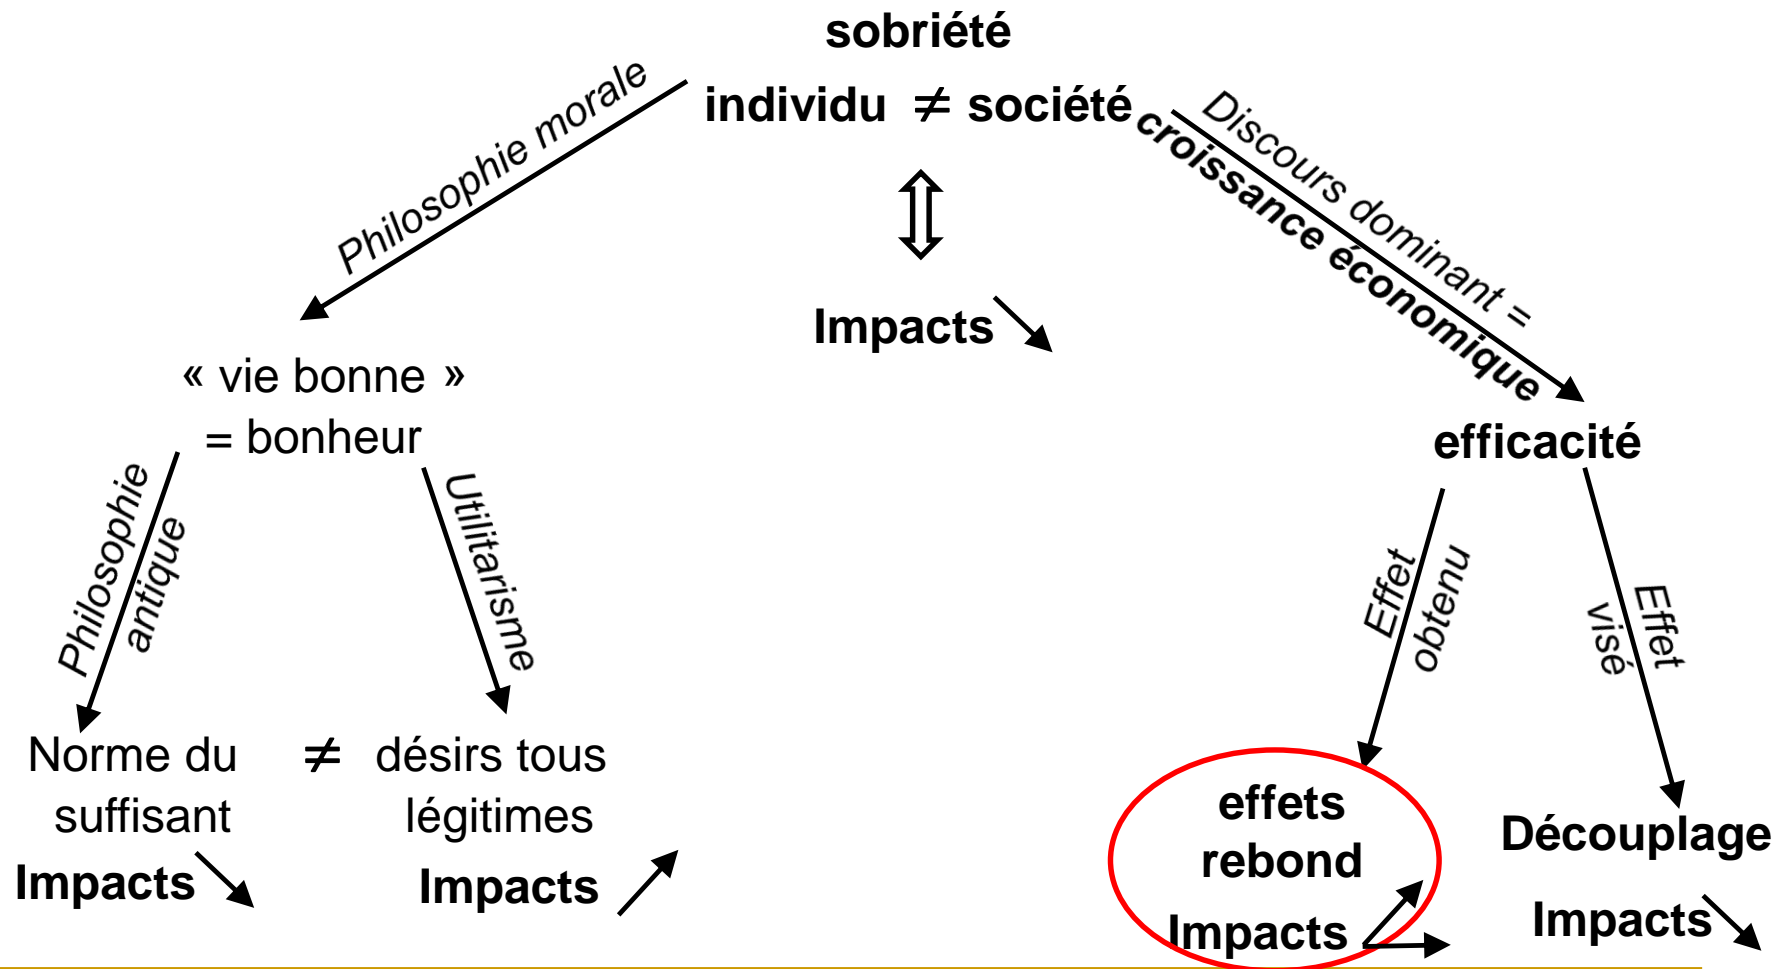 sobriété
individu ≠ société
Philosophie morale
Discours dominant =
croissance économique
Impacts
« vie bonne »
= bonheur
efficacité
Philosophie
antique
Utilitarisme
Effet
obtenu
Effet
visé
Norme du ≠ désirs tous
suffisant légitimes
Impacts Impacts
effets
rebond
Impacts
Découplage
Impacts